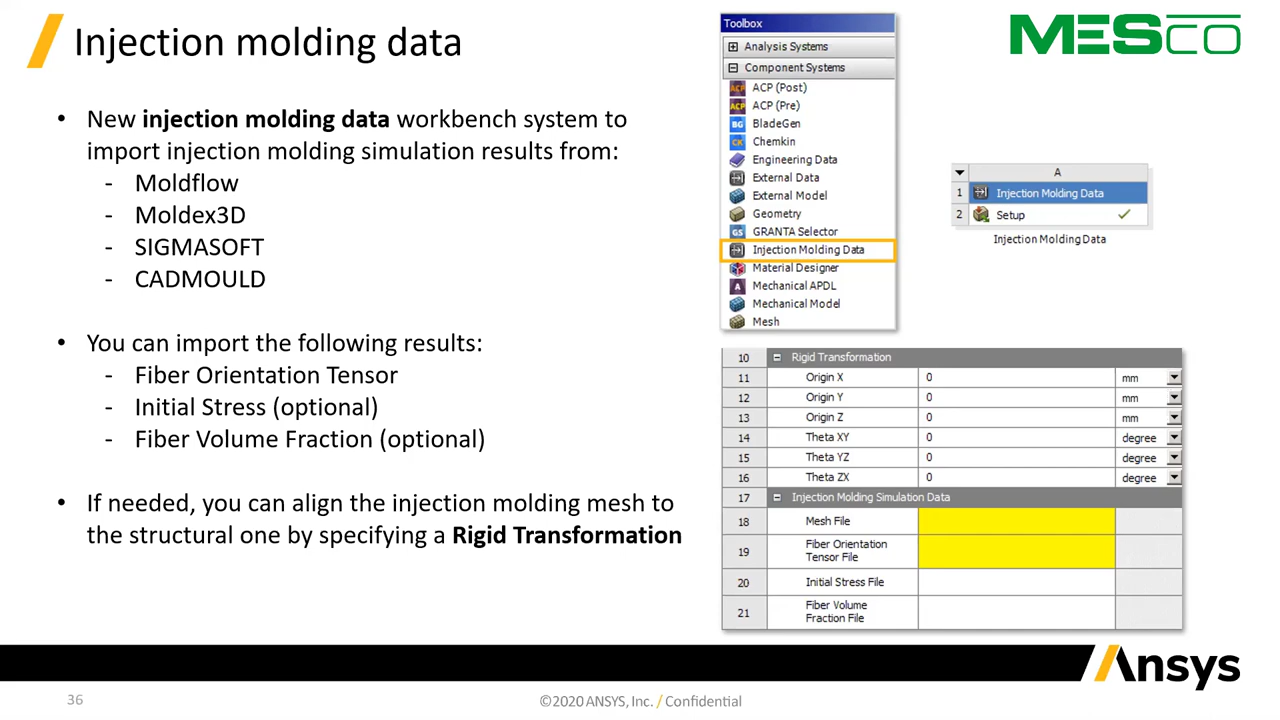 Injection molding data
• New injection molding data workbench system to
import injection molding simulation results from:
- Moldflow
- Moldex3D
- SIGMASOFT
- CADMOULD
• You can import the following results:
- Fiber Orientation Tensor
- Initial Stress (optional)
- Fiber Volume Fraction (optional)
• If needed, you can align the injection molding mesh to
the structural one by specifying a Rigid Transformation
Toolbox
Analysis Systems
Component Systems
ACP ACP (Post)
ACP ACP (Pre)
BG BladeGen
CK Chemkin
Engineering Data
External Data
External Model
Geometry
GS GRANTA Selector
Injection Molding Data
Material Designer
A Mechanical APDL
Mechanical Model
Mesh
MESCO
A
1 Injection Molding Data
2 Setup
Injection Molding Data
10 Rigid Transformation
11 Origin X 0 mm
12 Origin Y 0 mm
13 Origin Z 0 mm
14 Theta XY 0 degree
15 Theta YZ 0 degree
16 Theta ZX 0 degree
17 Injection Molding Simulation Data
18 Mesh File
19 Fiber Orientation
Tensor File
20 Initial Stress File
21 Fiber Volume
Fraction File
Ansys
36
©2020 ANSYS, Inc. / Confidential